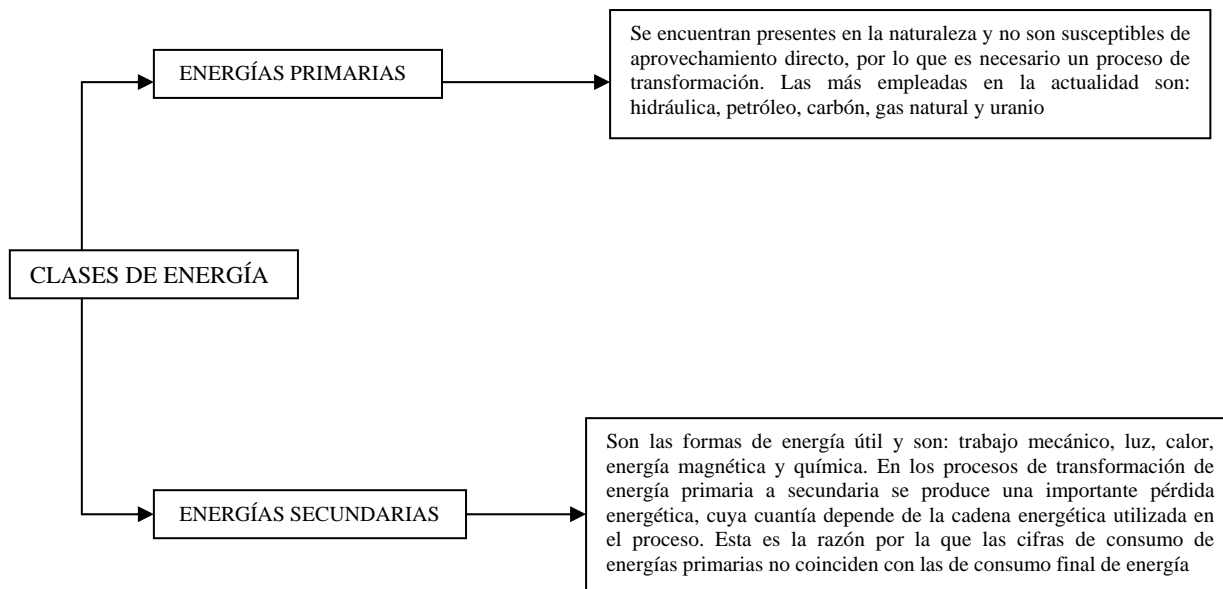 ENERGÍAS PRIMARIAS
Se encuentran presentes en la naturaleza y no son susceptibles de
aprovechamiento directo, por lo que es necesario un proceso de
transformación. Las más empleadas en la actualidad son:
hidráulica, petróleo, carbón, gas natural y uranio
CLASES DE ENERGÍA
ENERGÍAS SECUNDARIAS
Son las formas de energía útil y son: trabajo mecánico, luz, calor,
energía magnética y química. En los procesos de transformación de
energía primaria a secundaria se produce una importante pérdida
energética, cuya cuantía depende de la cadena energética utilizada en
el proceso. Esta es la razón por la que las cifras de consumo de
energías primarias no coinciden con las de consumo final de energía